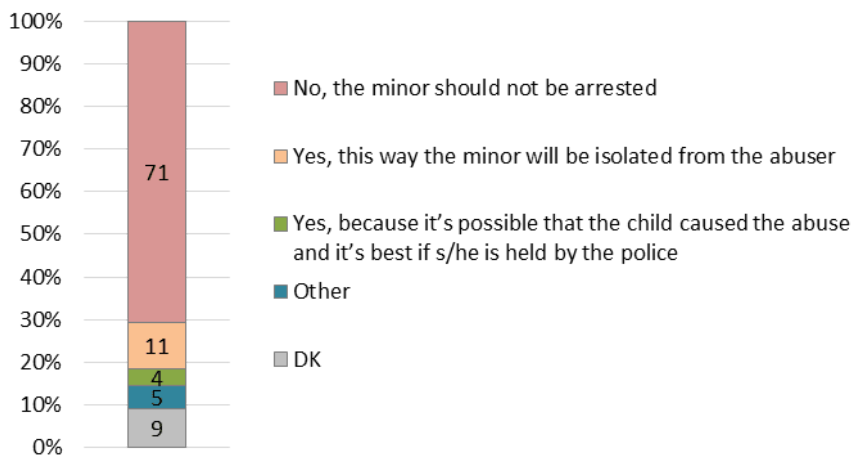 100%
90%
80%
70%
60%
50%
40%
30%
20%
10%
0%
71
11
4
5
9
No, the minor should not be arrested
Yes, this way the minor will be isolated from the abuser
Yes, because it’s possible that the child caused the abuse
and it’s best if s/he is held by the police
Other
DK